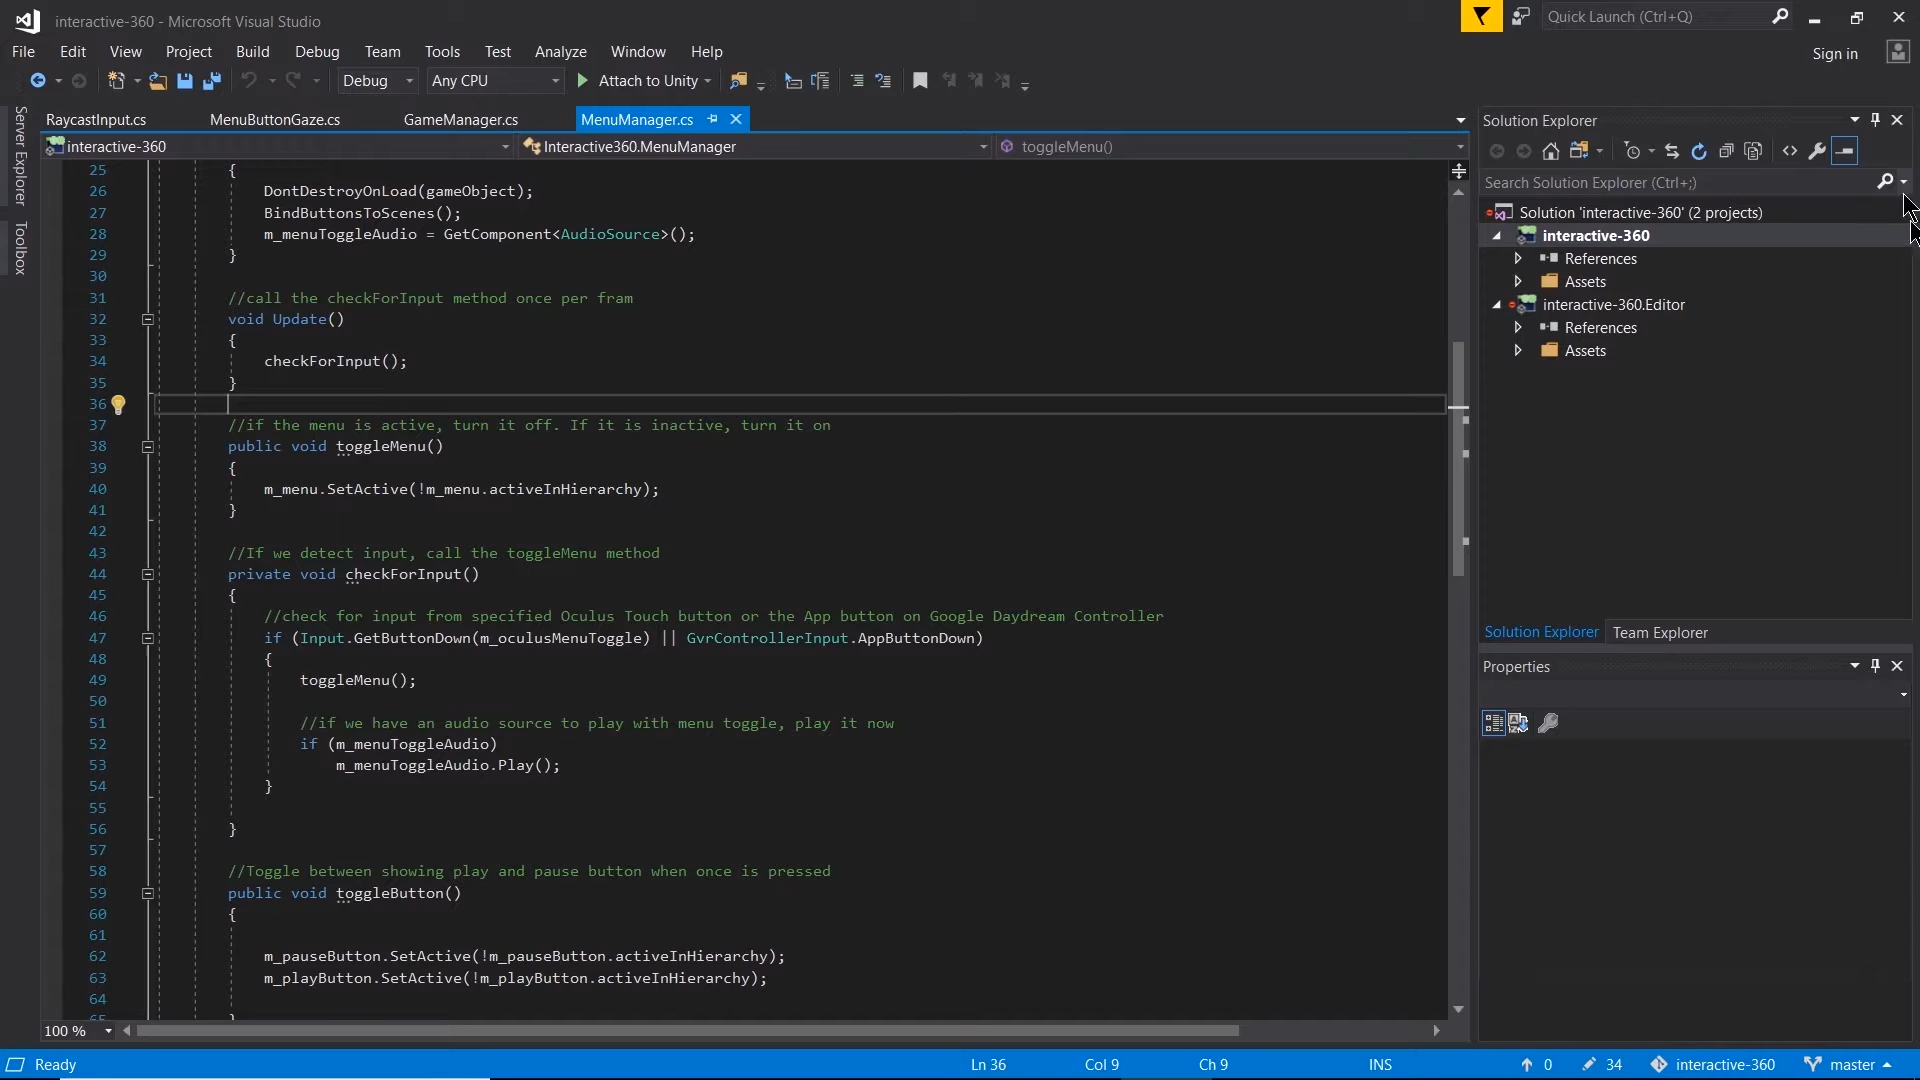 interactive-360 - Microsoft Visual Studio
Quick Launch (Ctrl+Q)
File Edit View Project Build Debug Team Tools Test Analyze Window Help
Sign in
Debug Any CPU Attach to Unity
Server Explorer
Toolbox
RaycastInput.cs MenuButtonGaze.cs GameManager.cs MenuManager.cs
interactive-360 Interactive360.MenuManager toggleMenu()
25 {
26 DontDestroyOnLoad(gameObject);
27 BindButtonsToScenes();
28 m_menuToggleAudio = GetComponent<AudioSource>();
29 }
30
31 //call the checkForInput method once per fram
32 void Update()
33 {
34 checkForInput();
35 }
36
37 //if the menu is active, turn it off. If it is inactive, turn it on
38 public void toggleMenu()
39 {
40 m_menu.SetActive(!m_menu.activeInHierarchy);
41 }
42
43 //If we detect input, call the toggleMenu method
44 private void checkForInput()
45 {
46 //check for input from specified Oculus Touch button or the App button on Google Daydream Controller
47 if (Input.GetButtonDown(m_oculusMenuToggle) || GvrControllerInput.AppButtonDown)
48 {
49 toggleMenu();
50
51 //if we have an audio source to play with menu toggle, play it now
52 if (m_menuToggleAudio)
53 m_menuToggleAudio.Play();
54 }
55
56 }
57
58 //Toggle between showing play and pause button when once is pressed
59 public void toggleButton()
60 {
61
62 m_pauseButton.SetActive(!m_pauseButton.activeInHierarchy);
63 m_playButton.SetActive(!m_playButton.activeInHierarchy);
64
65 }
100 %
Solution Explorer
Search Solution Explorer (Ctrl+;)
Solution 'interactive-360' (2 projects)
interactive-360
References
Assets
interactive-360.Editor
References
Assets
Solution Explorer Team Explorer
Properties
Ready Ln 36 Col 9 Ch 9 INS 0 34 interactive-360 master